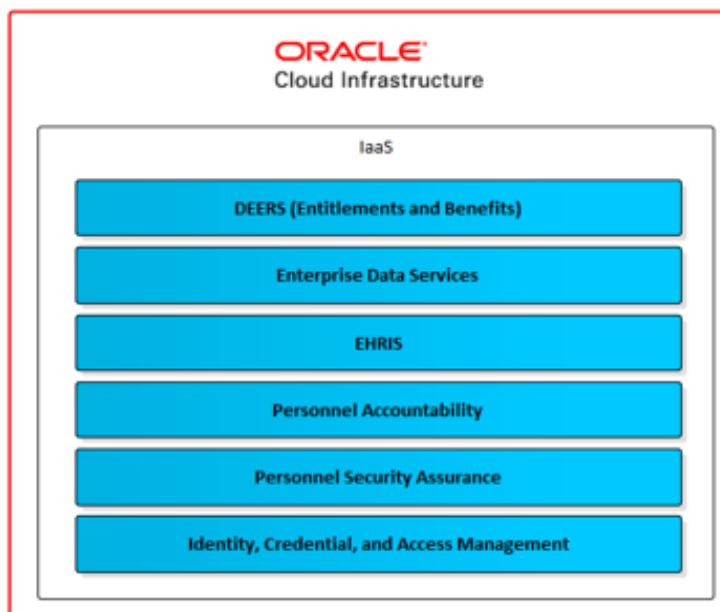 ORACLE
Cloud Infrastructure
IaaS
DEERS (Entitlements and Benefits)
Enterprise Data Services
EHRIS
Personnel Accountability
Personnel Security Assurance
Identity, Credential, and Access Management